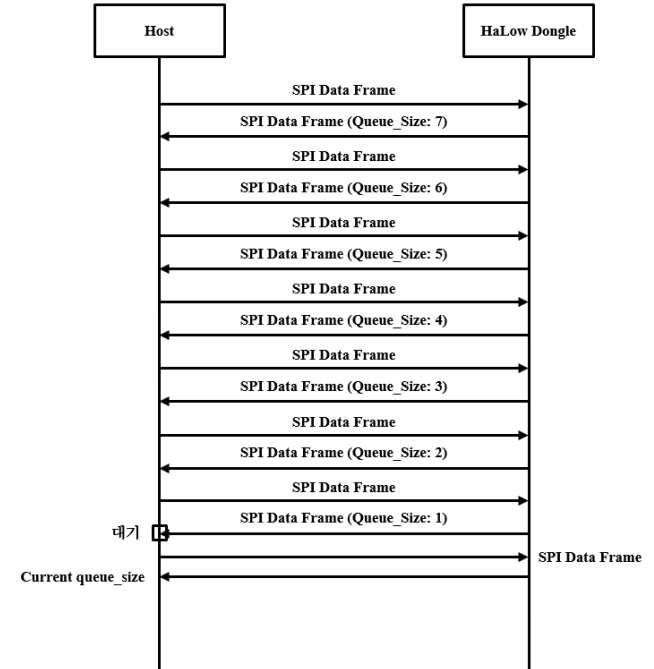 Host
HaLow Dongle
SPI Data Frame
SPI Data Frame (Queue_Size: 7)
SPI Data Frame
SPI Data Frame (Queue_Size: 6)
SPI Data Frame
SPI Data Frame (Queue_Size: 5)
SPI Data Frame
SPI Data Frame (Queue_Size: 4)
SPI Data Frame
SPI Data Frame (Queue_Size: 3)
SPI Data Frame
SPI Data Frame (Queue_Size: 2)
SPI Data Frame
SPI Data Frame (Queue_Size: 1)
대기
SPI Data Frame
Current queue_size